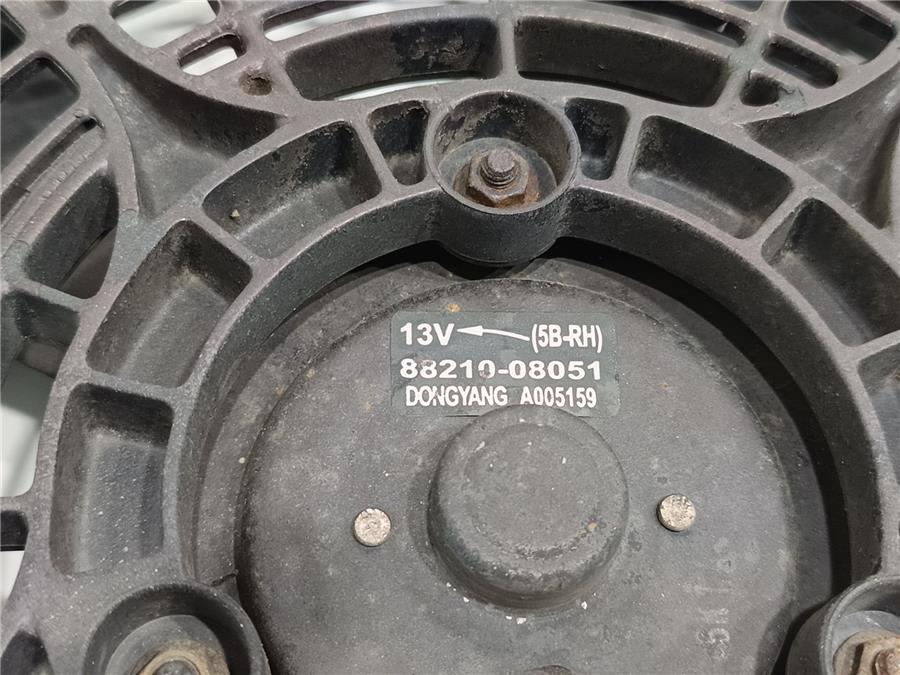 13V (5B-RH)
88210-08051
DONGYANG A005159